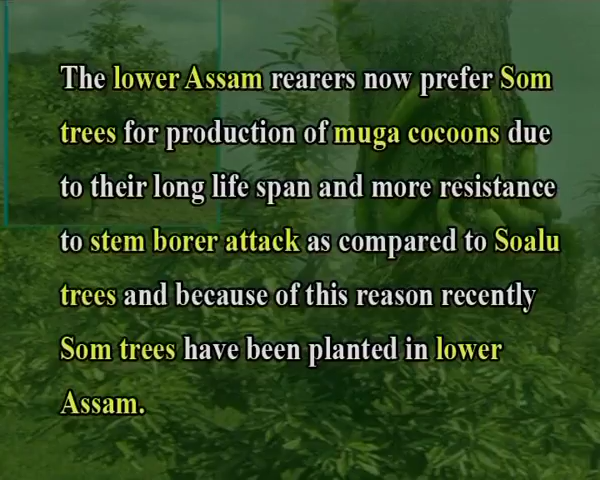 The lower Assam rearers now prefer Som
trees for production of muga cocoons due
to their long life span and more resistance
to stem borer attack as compared to Soalu
trees and because of this reason recently
Som trees have been planted in lower
Assam.